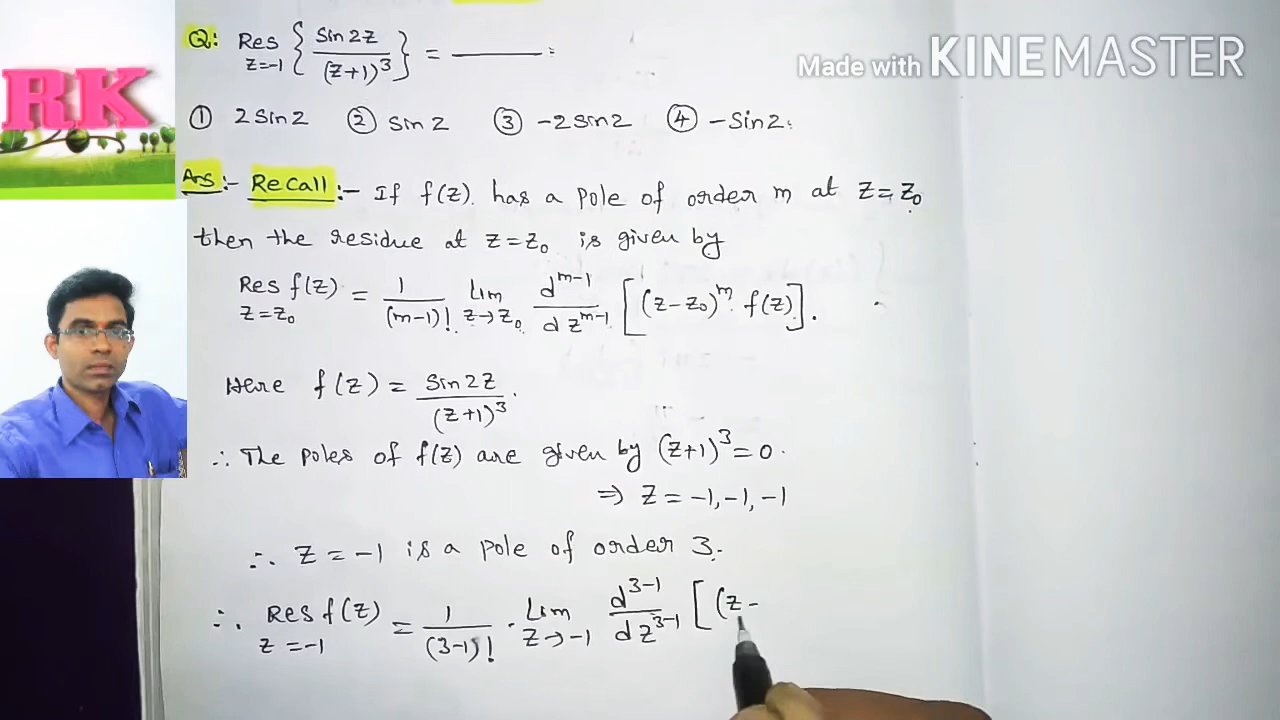 Q: Res z=-1 { Sin 2z / (z+1)^3 } = ———:
Made with KINEMASTER
RK
① 2 Sin 2 ② Sin 2 ③ -2 Sin 2 ④ -Sin 2.
Ans:- Recall:- If f(z) has a pole of order m at z = z₀
then the residue at z = z₀ is given by
Res f(z) z=z₀ = 1/(m-1)! Lim z→z₀ d^(m-1)/dz^(m-1) [(z-z₀)^m f(z)].
Here f(z) = Sin 2z / (z+1)^3.
∴ The poles of f(z) are given by (z+1)^3 = 0.
⇒ z = -1, -1, -1
∴ z = -1 is a pole of order 3.
∴ Res f(z) z=-1 = 1/(3-1)! · Lim z→-1 d^(3-1)/dz^(3-1) [(z-